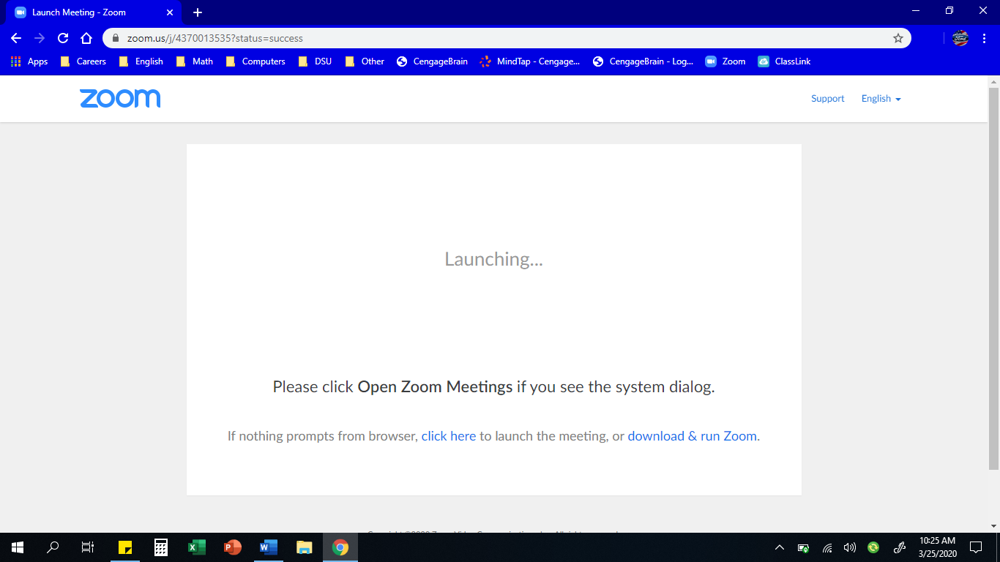 Launch Meeting - Zoom
zoom.us/j/4370013535?status=success
Apps Careers English Math Computers DSU Other CengageBrain MindTap - Cengage... CengageBrain - Log... Zoom ClassLink
zoom Support English
Launching...
Please click Open Zoom Meetings if you see the system dialog.
If nothing prompts from browser, click here to launch the meeting, or download & run Zoom.
10:25 AM
3/25/2020